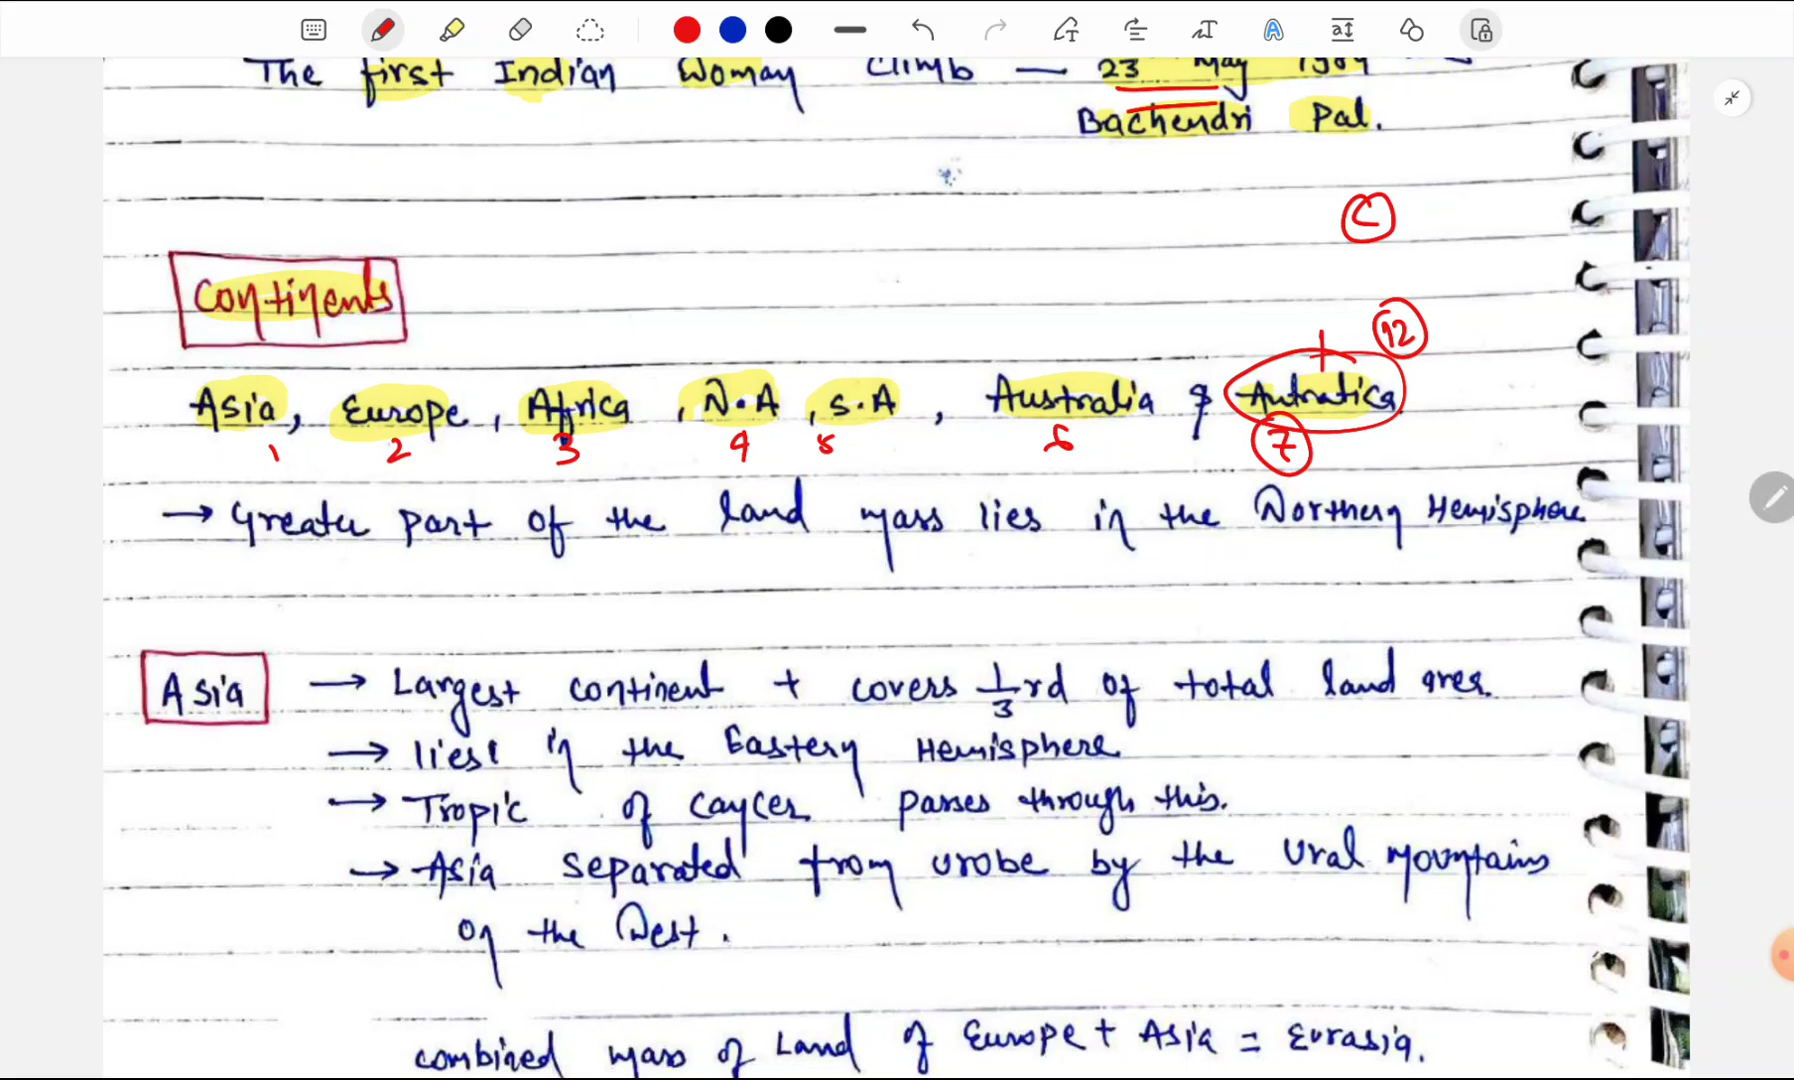 The first Indian Woman climb — 23 May 1984
Bachendri Pal.
C
Continents
12
Asia, Europe, Africa, N.A, S.A, Australia & Autratica
1 2 3 4 5 6 7
→ Greater part of the land mass lies in the Northern Hemisphere
Asia → Largest continent + covers 1/3rd of total land area.
→ liest in the Eastern Hemisphere
→ Tropic of Cancer passes through this.
→ Asia separated from urobe by the Ural mountains
on the West.
combined mass of Land of Europe + Asia = Eurasia.